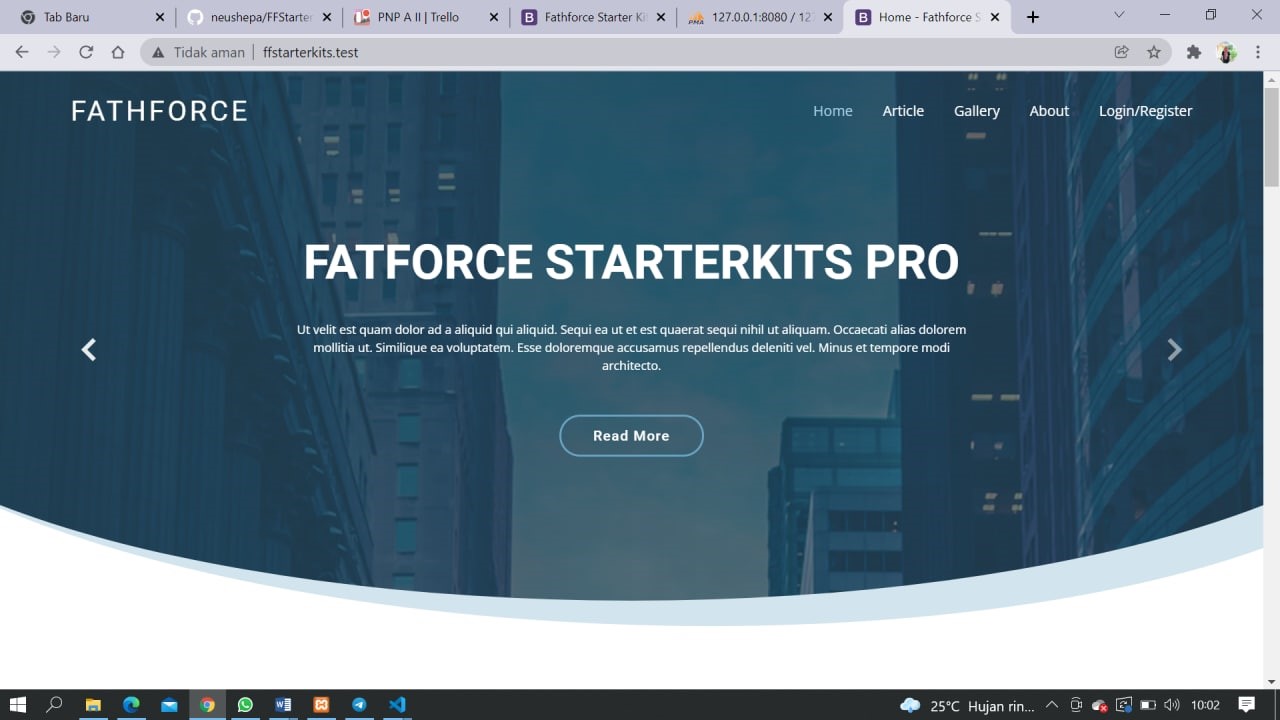 Tab Baru
neushepa/FFStarter
PNP A II | Trello
Fathforce Starter Ki
127.0.0.1:8080 / 12
Home - Fathforce S
Tidak aman | ffstarterkits.test
FATHFORCE
Home Article Gallery About Login/Register
FATFORCE STARTERKITS PRO
Ut velit est quam dolor ad a aliquid qui aliquid. Sequi ea ut et est quaerat sequi nihil ut aliquam. Occaecati alias dolorem
mollitia ut. Similique ea voluptatem. Esse doloremque accusamus repellendus deleniti vel. Minus et tempore modi
architecto.
Read More
25°C Hujan rin... 10:02